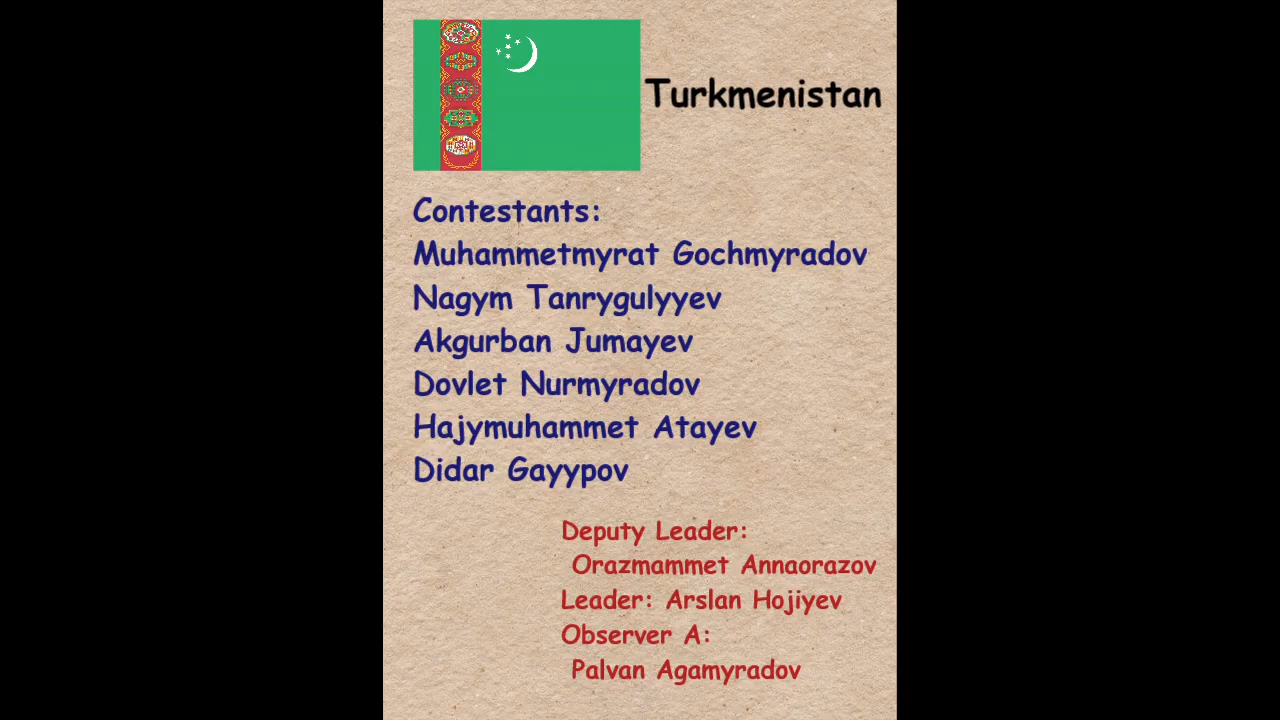 Turkmenistan
Contestants:
Muhammetmyrat Gochmyradov
Nagym Tanrygulyyev
Akgurban Jumayev
Dovlet Nurmyradov
Hajymuhammet Atayev
Didar Gayypov
Deputy Leader:
Orazmammet Annaorazov
Leader: Arslan Hojiyev
Observer A:
Palvan Agamyradov